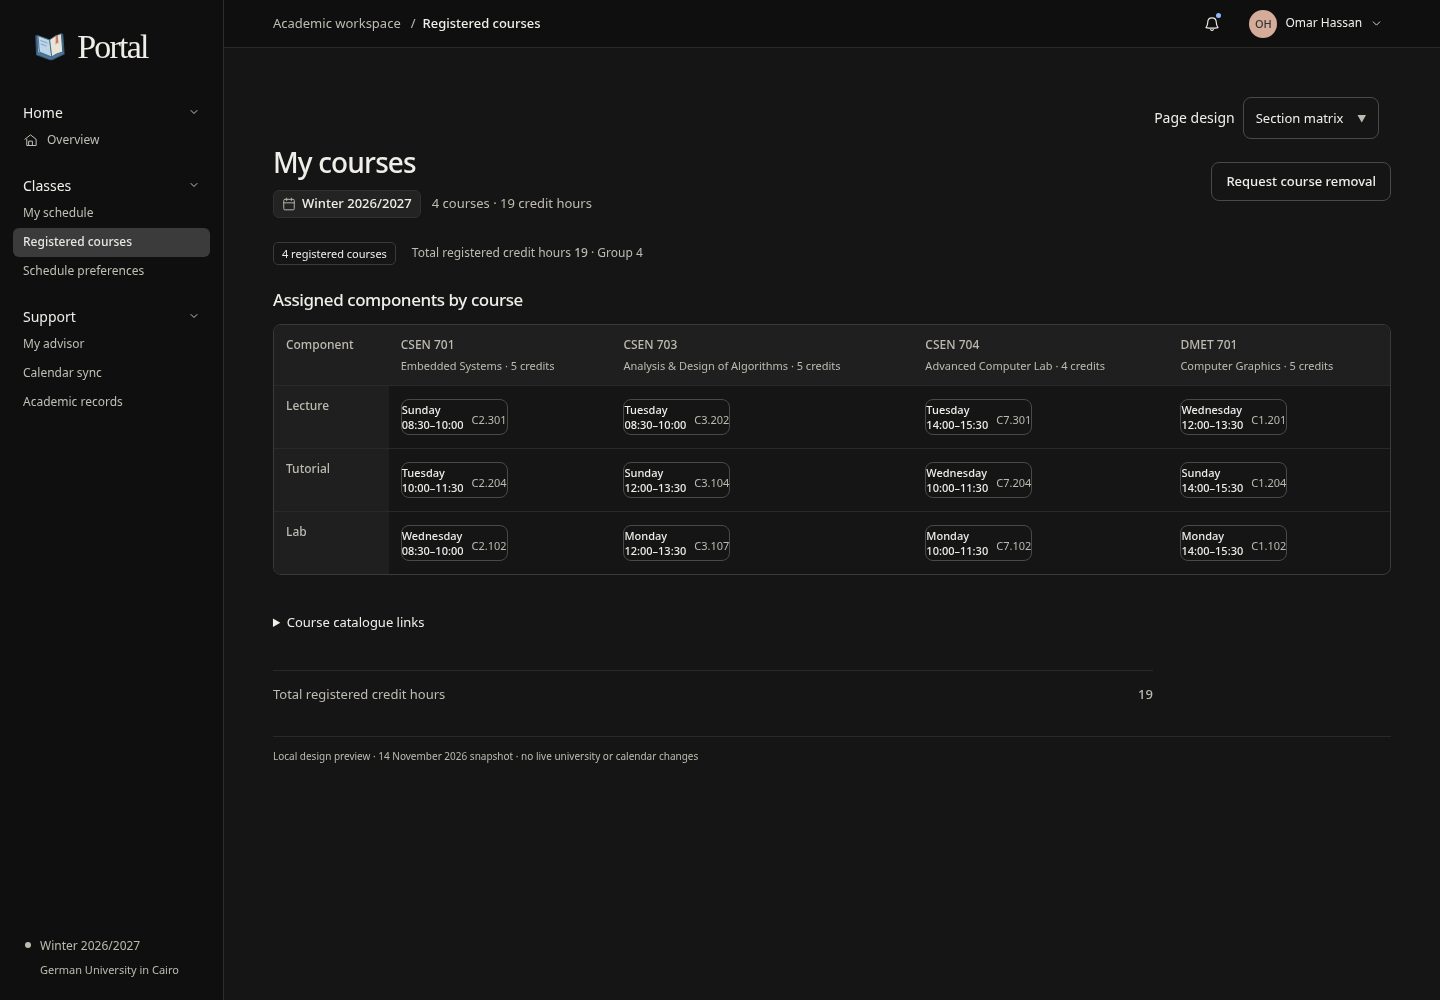 Portal
Home
Overview
Classes
My schedule
Registered courses
Schedule preferences
Support
My advisor
Calendar sync
Academic records
Winter 2026/2027
German University in Cairo
Academic workspace / Registered courses
OH Omar Hassan
Page design Section matrix
My courses
Request course removal
Winter 2026/2027 4 courses · 19 credit hours
4 registered courses Total registered credit hours 19 · Group 4
Assigned components by course
Component CSEN 701 CSEN 703 CSEN 704 DMET 701
Embedded Systems · 5 credits Analysis & Design of Algorithms · 5 credits Advanced Computer Lab · 4 credits Computer Graphics · 5 credits
Lecture Sunday 08:30–10:00 C2.301 Tuesday 08:30–10:00 C3.202 Tuesday 14:00–15:30 C7.301 Wednesday 12:00–13:30 C1.201
Tutorial Tuesday 10:00–11:30 C2.204 Sunday 12:00–13:30 C3.104 Wednesday 10:00–11:30 C7.204 Sunday 14:00–15:30 C1.204
Lab Wednesday 08:30–10:00 C2.102 Monday 12:00–13:30 C3.107 Monday 10:00–11:30 C7.102 Monday 14:00–15:30 C1.102
Course catalogue links
Total registered credit hours 19
Local design preview · 14 November 2026 snapshot · no live university or calendar changes